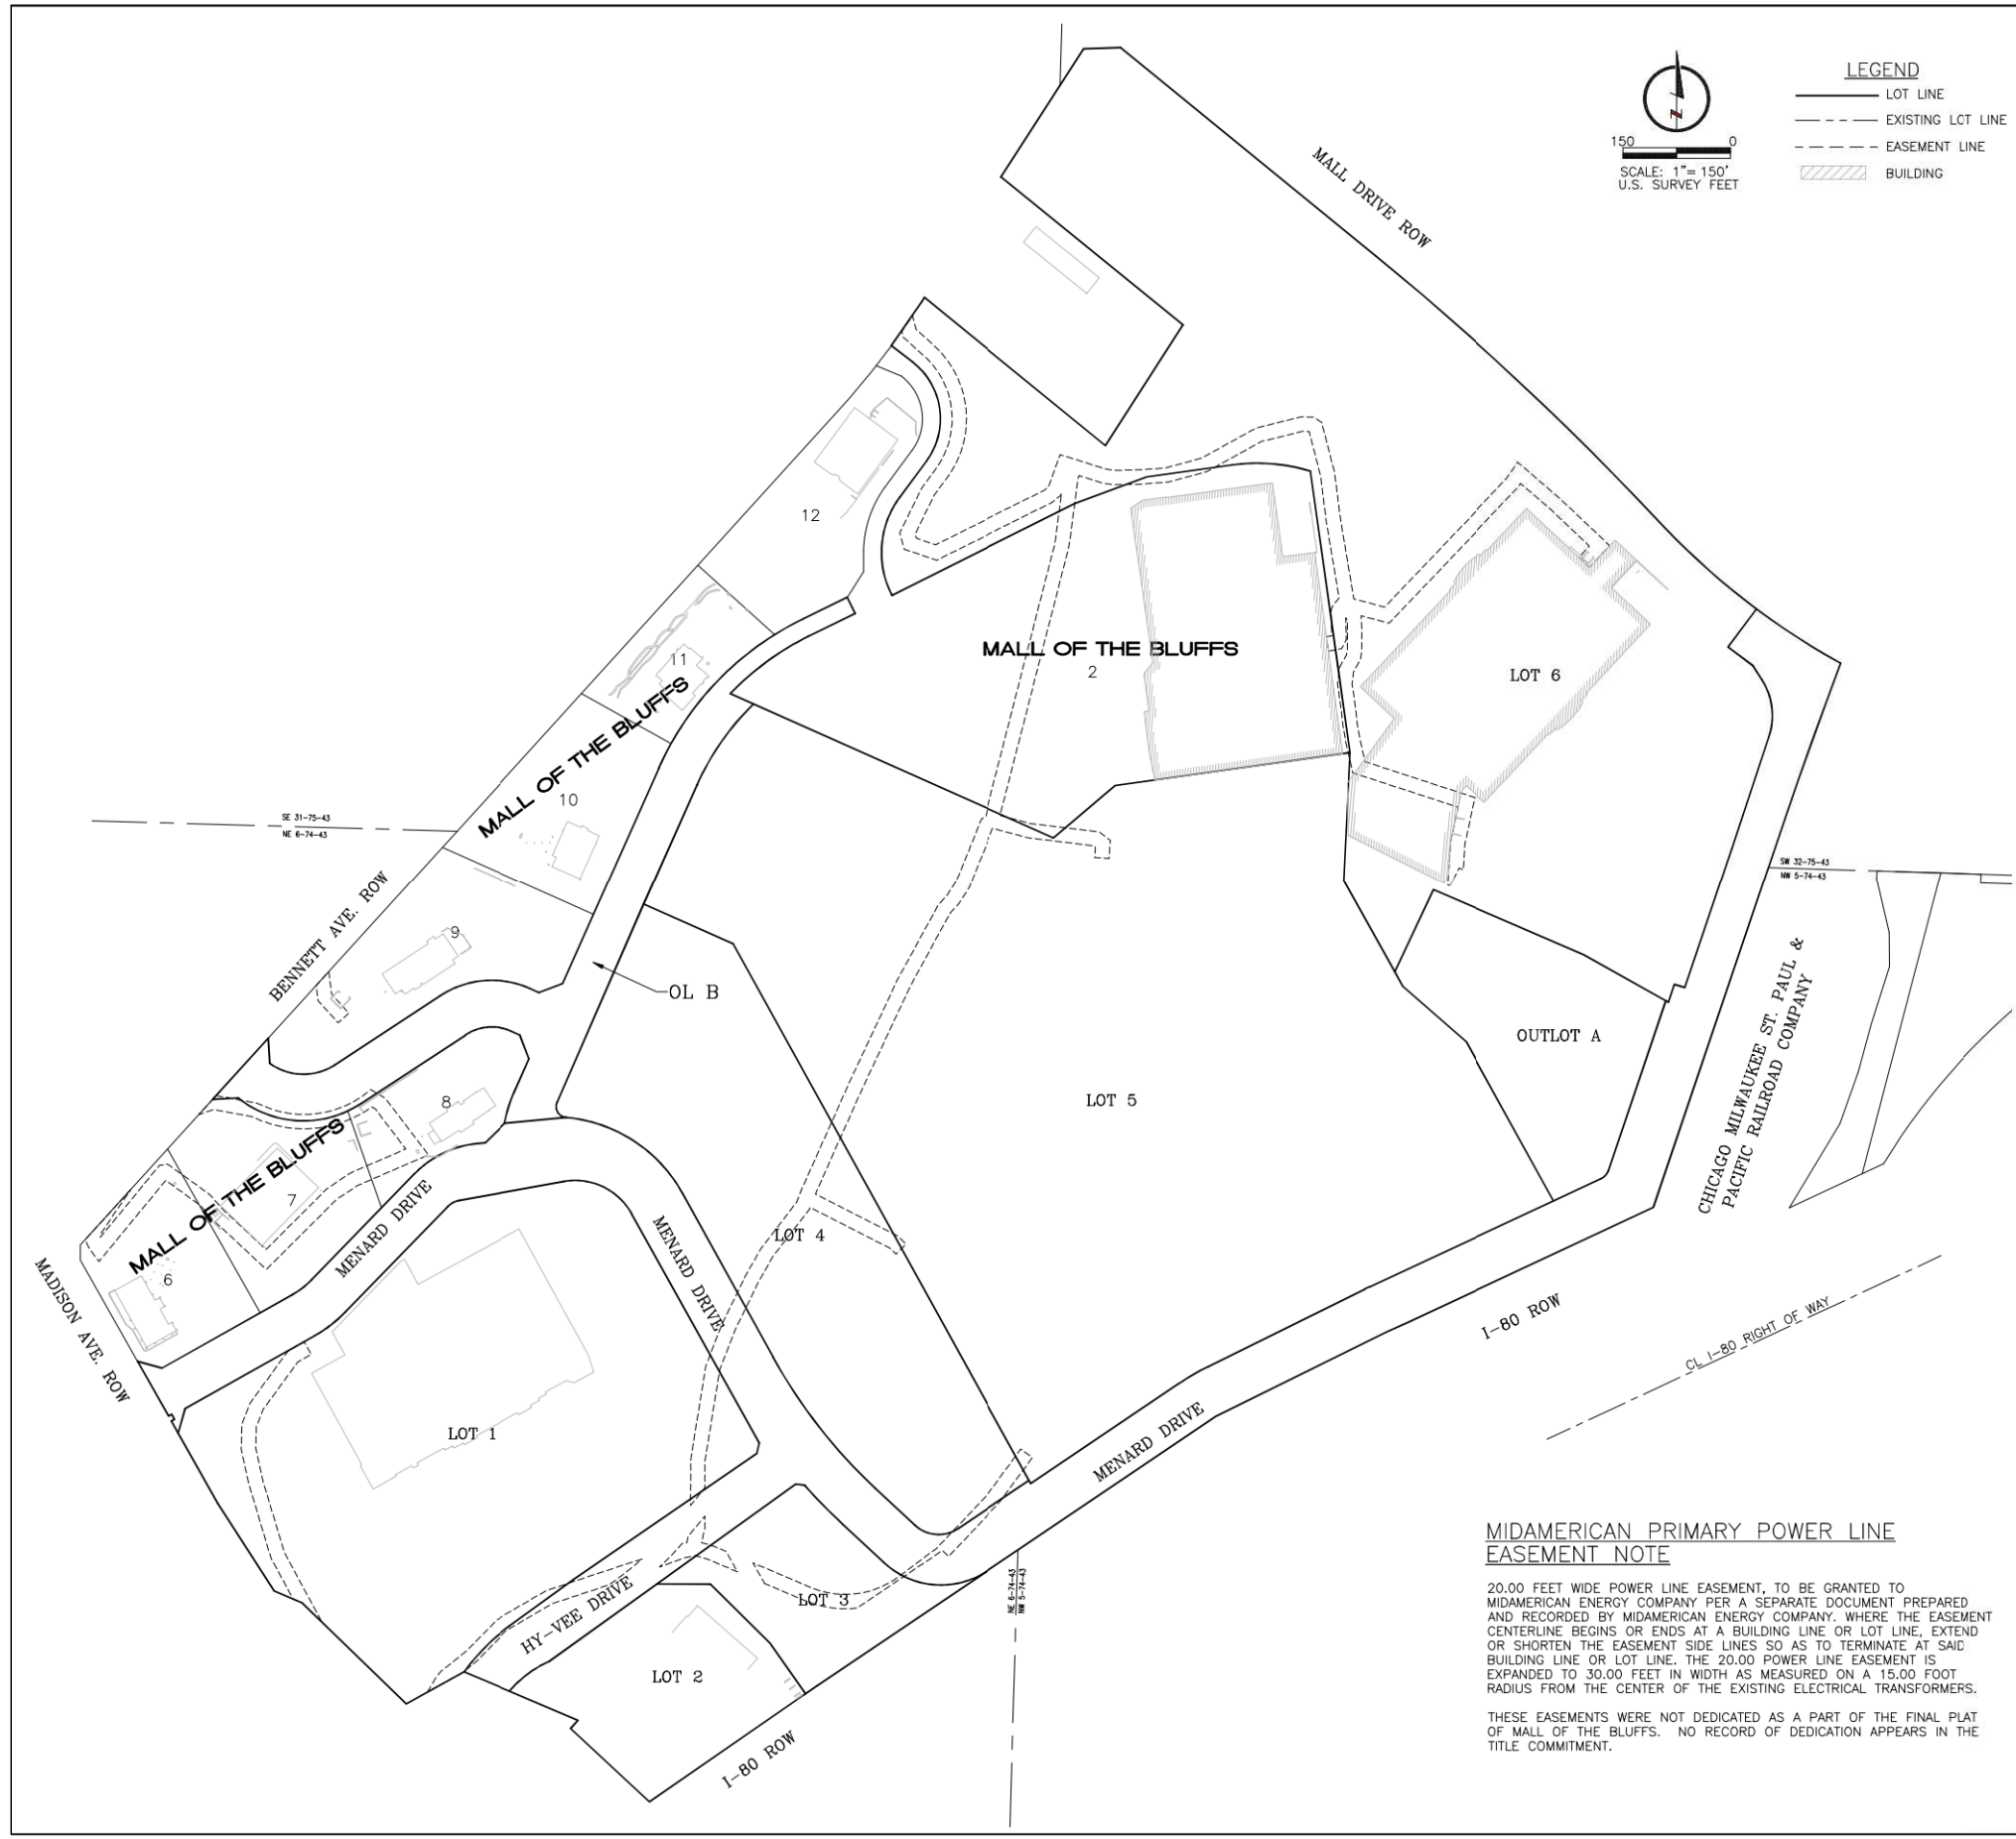 LEGEND
LOT LINE
EXISTING LOT LINE
EASEMENT LINE
BUILDING
N
150 0
SCALE: 1"= 150'
U.S. SURVEY FEET
MALL DRIVE ROW
12
MALL OF THE BLUFFS
2
LOT 6
11
MALL OF THE BLUFFS
10
SE 31-75-43
NE 6-74-43
SW 32-75-43
NW 5-74-43
BENNETT AVE. ROW
9
OL B
OUTLOT A
CHICAGO MILWAUKEE ST. PAUL &
PACIFIC RAILROAD COMPANY
8
LOT 5
MALL OF THE BLUFFS
7
6
MENARD DRIVE
MENARD DRIVE
LOT 4
MADISON AVE. ROW
I-80 ROW
CL I-80 RIGHT OF WAY
LOT 1
MENARD DRIVE
NE 6-74-43
NW 5-74-43
LOT 3
HY-VEE DRIVE
LOT 2
I-80 ROW
MIDAMERICAN PRIMARY POWER LINE
EASEMENT NOTE
20.00 FEET WIDE POWER LINE EASEMENT, TO BE GRANTED TO
MIDAMERICAN ENERGY COMPANY PER A SEPARATE DOCUMENT PREPARED
AND RECORDED BY MIDAMERICAN ENERGY COMPANY. WHERE THE EASEMENT
CENTERLINE BEGINS OR ENDS AT A BUILDING LINE OR LOT LINE, EXTEND
OR SHORTEN THE EASEMENT SIDE LINES SO AS TO TERMINATE AT SAID
BUILDING LINE OR LOT LINE. THE 20.00 POWER LINE EASEMENT IS
EXPANDED TO 30.00 FEET IN WIDTH AS MEASURED ON A 15.00 FOOT
RADIUS FROM THE CENTER OF THE EXISTING ELECTRICAL TRANSFORMERS.
THESE EASEMENTS WERE NOT DEDICATED AS A PART OF THE FINAL PLAT
OF MALL OF THE BLUFFS. NO RECORD OF DEDICATION APPEARS IN THE
TITLE COMMITMENT.